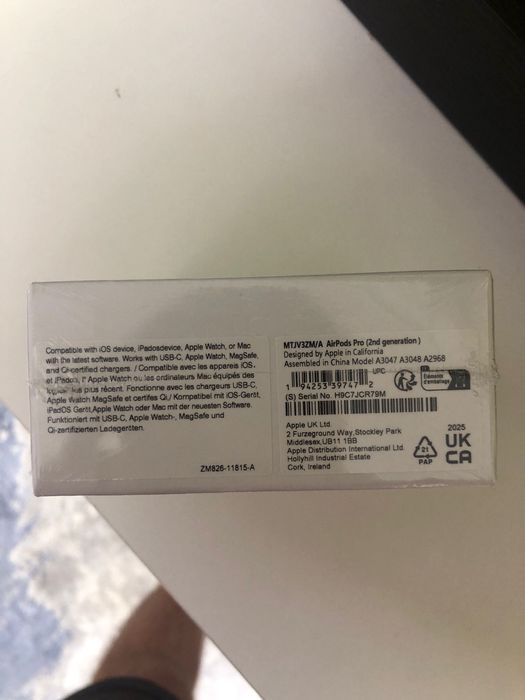 Compatible with iOS device, iPadosdevice, Apple Watch, or Mac
with the latest software. Works with USB-C, Apple Watch, MagSafe,
and Qi-certified chargers. / Compatible avec les appareils iOS,
et iPados, l' Apple Watch ou les ordinateurs Mac équipés des
les plus récent. Fonctionne avec les chargeurs USB-C,
Apple Watch MagSafe et certifies Qi / Kompatibel mit iOS-Gerät,
iPadOS Gerät,Apple Watch oder Mac mit der neuesten Software.
Funktioniert mit USB-C, Apple Watch-, MagSafe und
Qi-zertifizierten Ladegeräten.
ZM826-11815-A
MTJV3ZM/A AirPods Pro (2nd generation )
Designed by Apple in California
Assembled in China Model A3047 A3048 A2968
UPC
1 94253 39747 2
Éléments
d'emballage
(S) Serial No. H9C7JCR79M
Apple UK Ltd.
2 Furzeground Way,Stockley Park
Middlesex,UB11 1BB
Apple Distribution International Ltd.
Hollyhill Industrial Estate
Cork, Ireland
21
PAP
2025
UK
CA